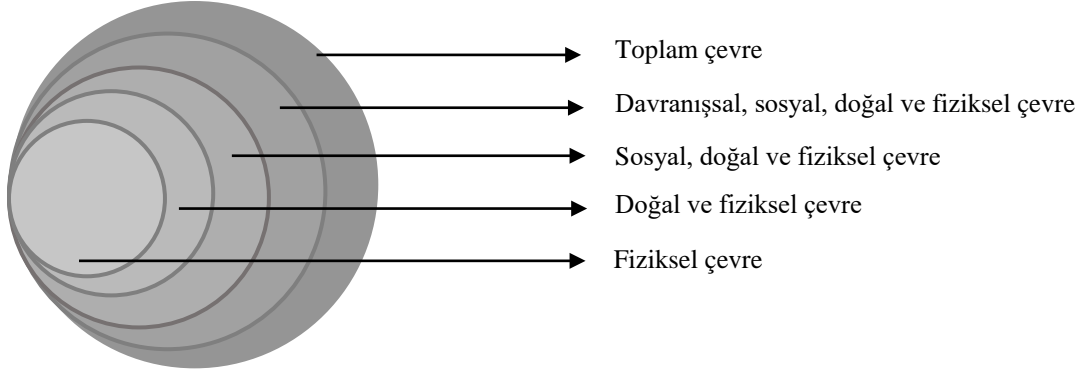 Toplam çevre
Davranışsal, sosyal, doğal ve fiziksel çevre
Sosyal, doğal ve fiziksel çevre
Doğal ve fiziksel çevre
Fiziksel çevre